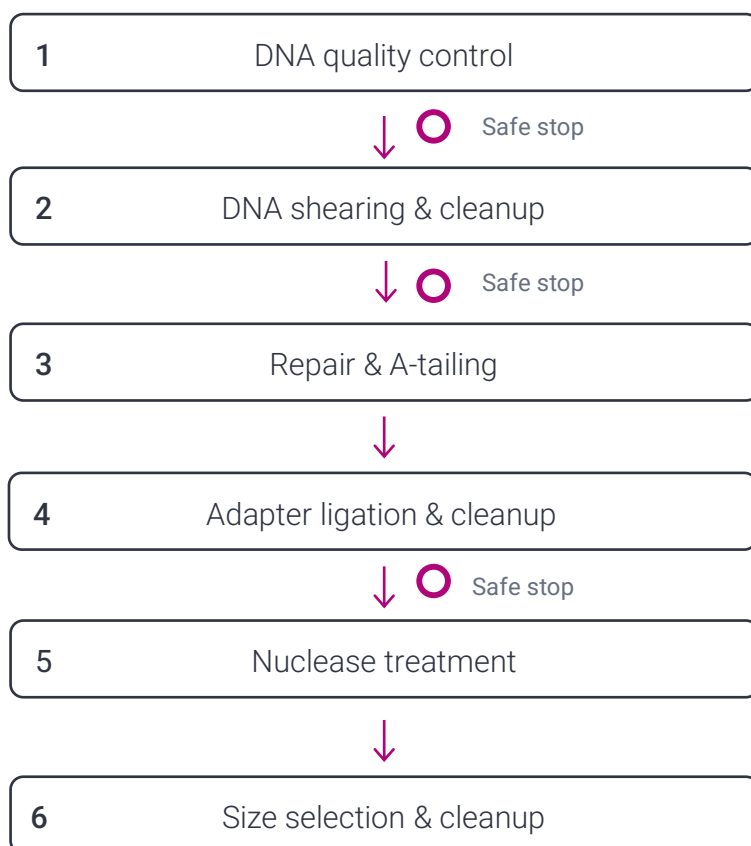 1 DNA quality control
Safe stop
2 DNA shearing & cleanup
Safe stop
3 Repair & A-tailing
4 Adapter ligation & cleanup
Safe stop
5 Nuclease treatment
6 Size selection & cleanup